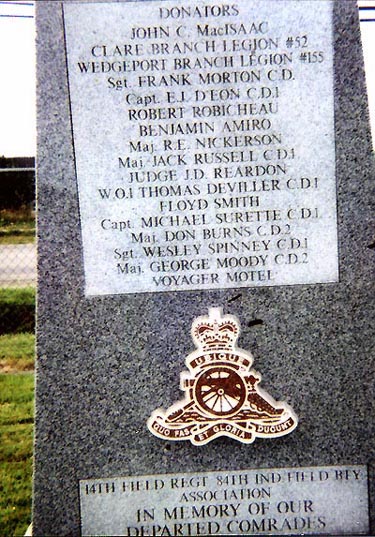 DONATORS
JOHN C. MacISAAC
CLARE BRANCH LEGION #52
WEDGEPORT BRANCH LEGION #155
Sgt. FRANK MORTON C.D.
Capt. E.J. D'EON C.D.1
ROBERT ROBICHEAU
BENJAMIN AMIRO
Maj. R.E. NICKERSON
Maj. JACK RUSSELL C.D.1
JUDGE J.D. REARDON
W.O.1 THOMAS DEVILLER C.D.1
FLOYD SMITH
Capt. MICHAEL SURETTE C.D.1
Maj. DON BURNS C.D.2
Sgt. WESLEY SPINNEY C.D.1
Maj. GEORGE MOODY C.D.2
VOYAGER MOTEL
UBIQUE
QUO FAS ET GLORIA DUCUNT
14TH FIELD REGT 84TH IND FIELD BTY
ASSOCIATION
IN MEMORY OF OUR
DEPARTED COMRADES